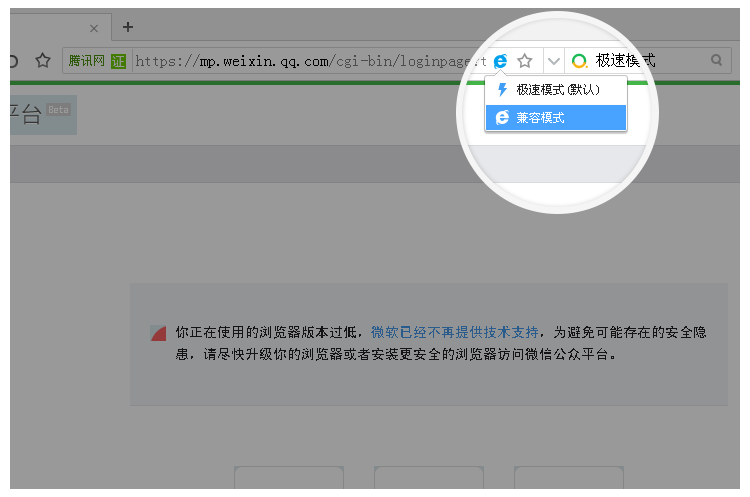 腾讯网 证 https://mp.weixin.qq.com/cgi-bin/loginpage?t 极速模式
极速模式(默认)
平台 Beta
兼容模式
你正在使用的浏览器版本过低，微软已经不再提供技术支持，为避免可能存在的安全隐
患，请尽快升级你的浏览器或者安装更安全的浏览器访问微信公众平台。